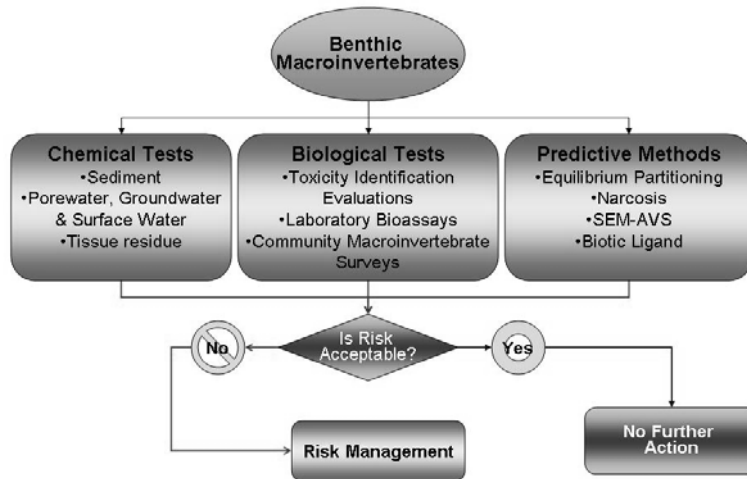 Benthic
Macroinvertebrates
Chemical Tests
•Sediment
•Porewater, Groundwater
& Surface Water
•Tissue residue
Biological Tests
•Toxicity Identification
Evaluations
•Laboratory Bioassays
•Community Macroinvertebrate
Surveys
Predictive Methods
•Equilibrium Partitioning
•Narcosis
•SEM-AVS
•Biotic Ligand
No
Is Risk
Acceptable?
Yes
Risk Management
No Further
Action